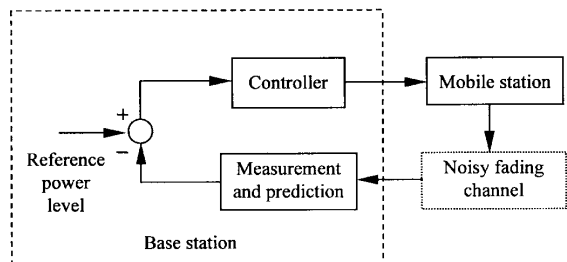 Controller
Mobile station
+
−
Reference
power
level
Measurement
and prediction
Noisy fading
channel
Base station